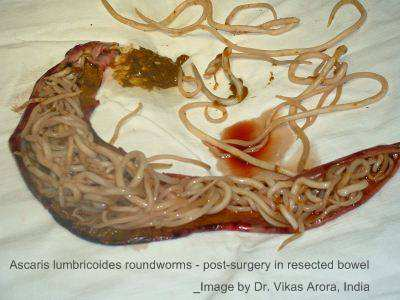 Ascaris lumbricoides roundworms - post-surgery in resected bowel
_Image by Dr. Vikas Arora, India